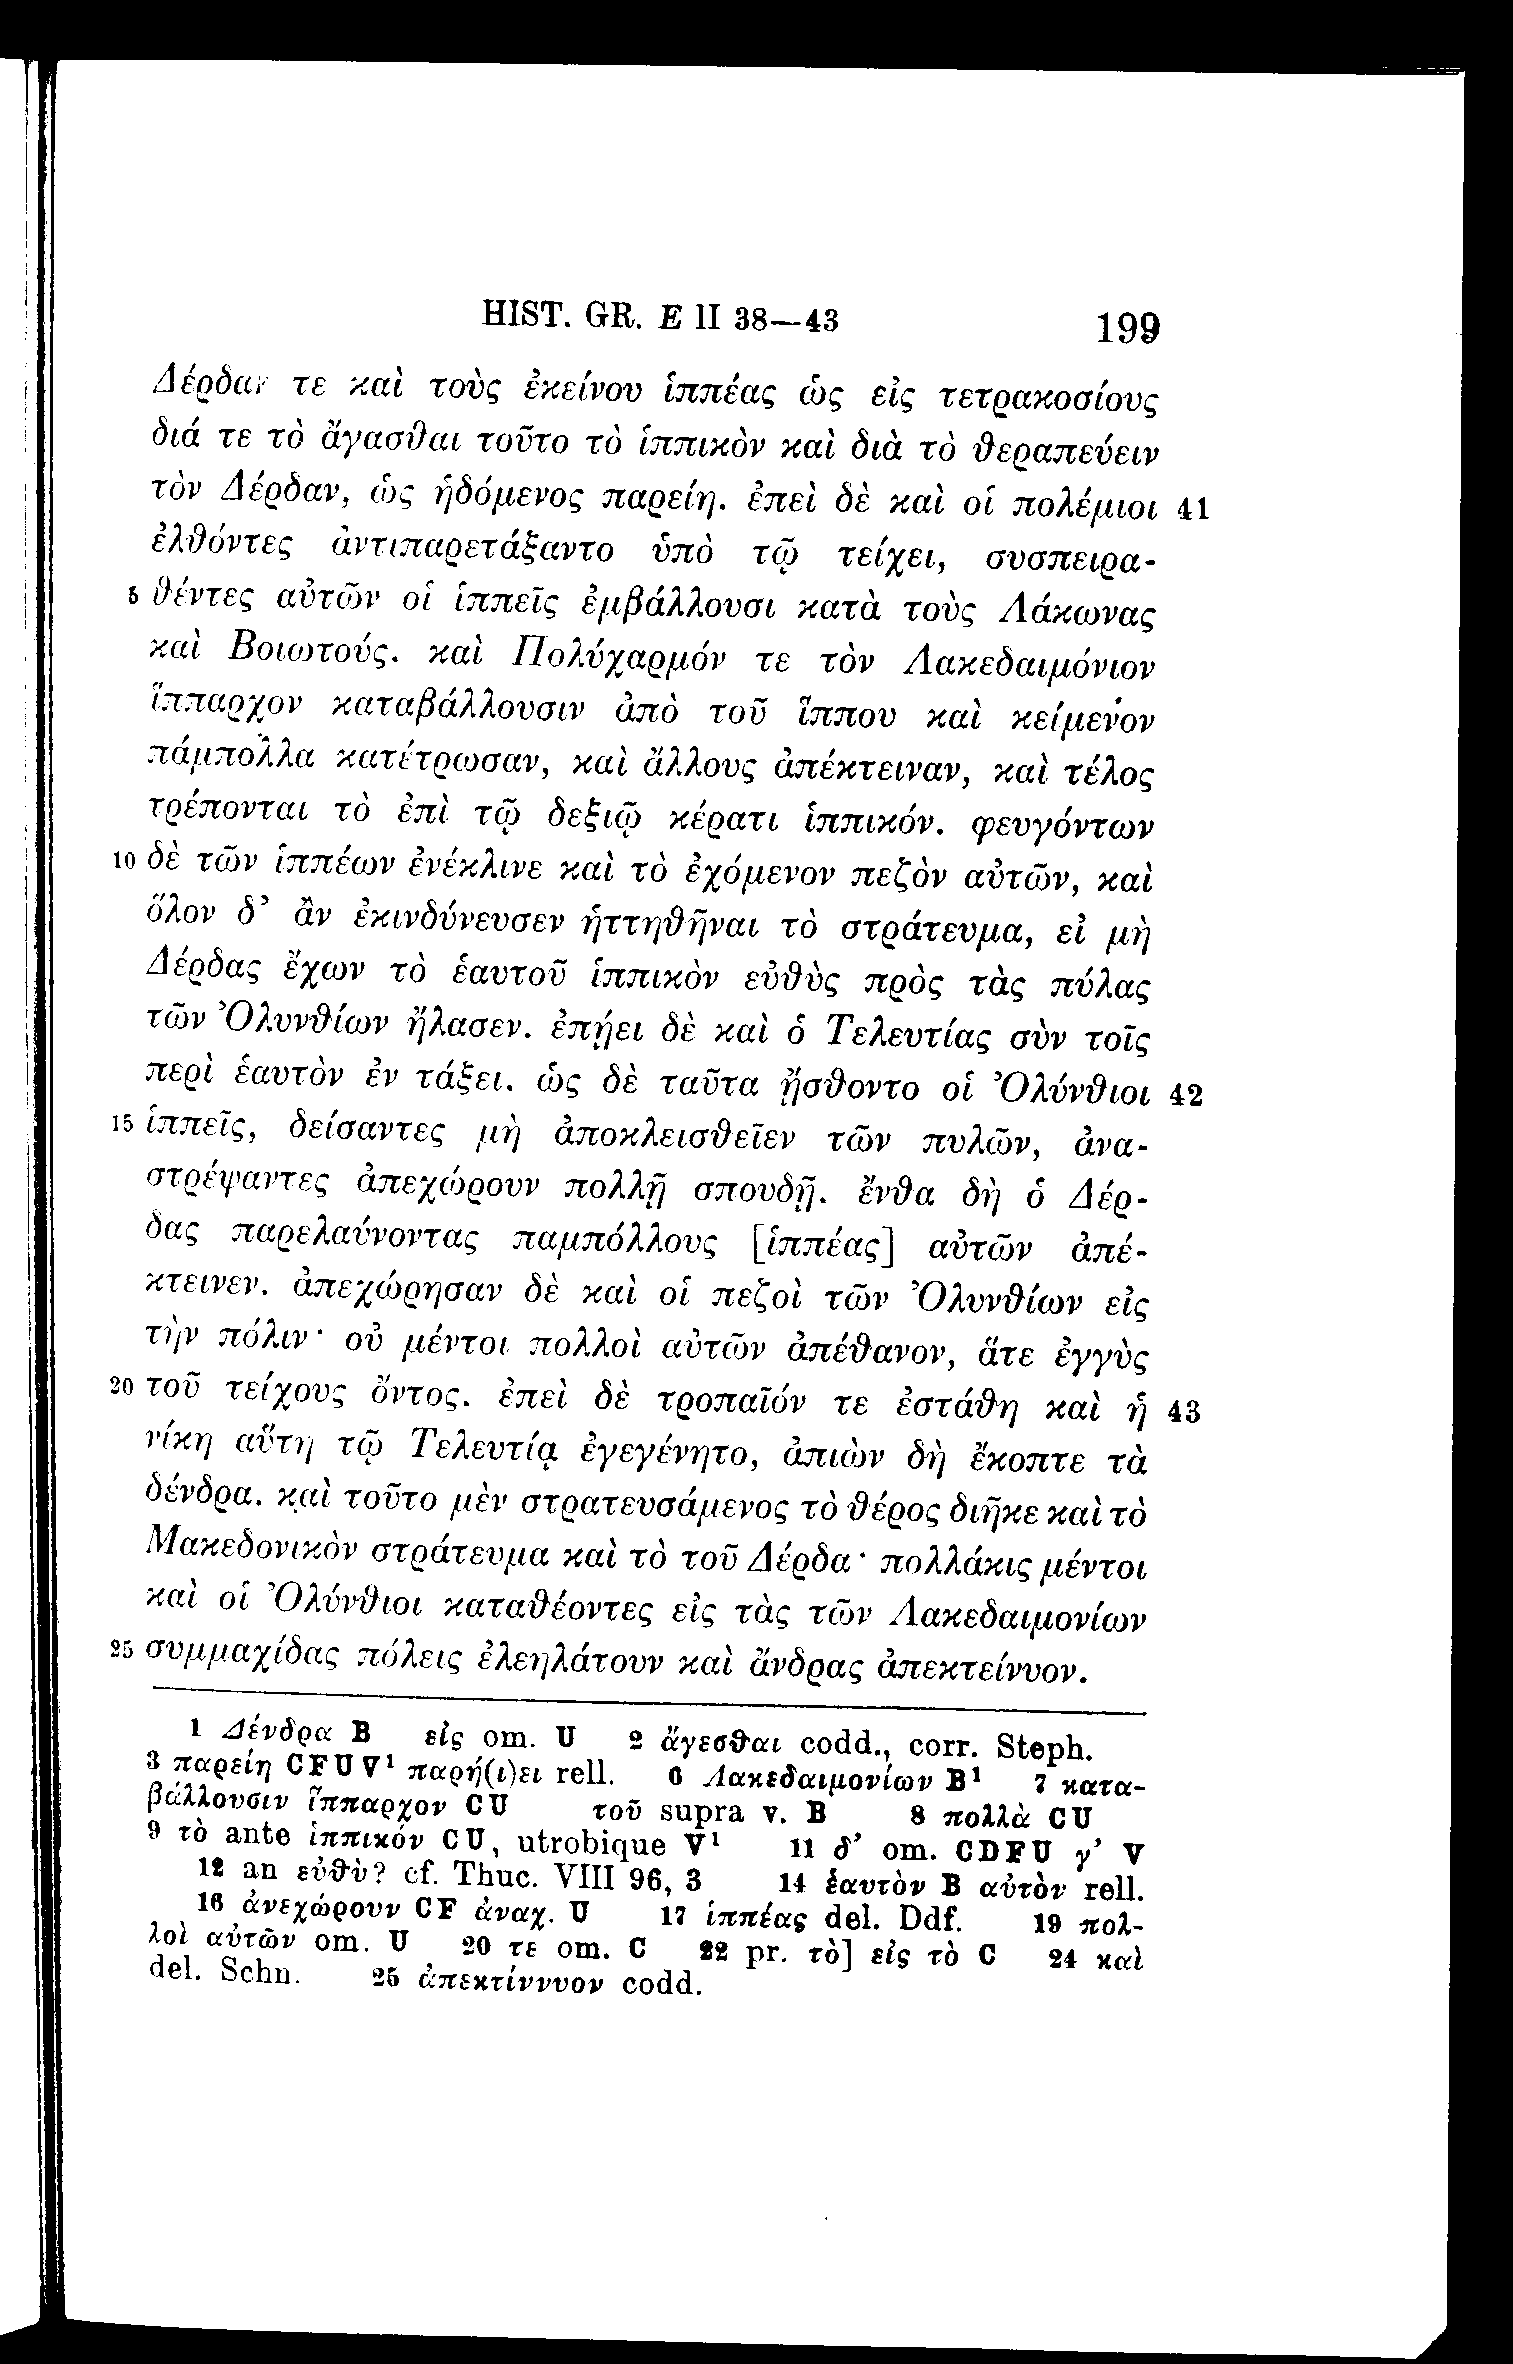 HIST. GR. E II 38—43 199
Δέρδαν τε καὶ τοὺς ἐκείνου ἱππέας ὡς εἰς τετρακοσίους
διά τε τὸ ἄγασθαι τοῦτο τὸ ἱππικὸν καὶ διὰ τὸ θεραπεύειν
τὸν Δέρδαν, ὡς ἡδόμενος παρείη. ἐπεὶ δὲ καὶ οἱ πολέμιοι 41
ἐλθόντες ἀντιπαρετάξαντο ὑπὸ τῷ τείχει, συσπειρα-
5 θέντες αὐτῶν οἱ ἱππεῖς ἐμβάλλουσι κατὰ τοὺς Λάκωνας
καὶ Βοιωτούς. καὶ Πολύχαρμόν τε τὸν Λακεδαιμόνιον
ἵππαρχον καταβάλλουσιν ἀπὸ τοῦ ἵππου καὶ κείμενον
πάμπολλα κατέτρωσαν, καὶ ἄλλους ἀπέκτειναν, καὶ τέλος
τρέπονται τὸ ἐπὶ τῷ δεξιῷ κέρατι ἱππικόν. φευγόντων
10 δὲ τῶν ἱππέων ἐνέκλινε καὶ τὸ ἐχόμενον πεζὸν αὐτῶν, καὶ
ὅλον δ’ ἂν ἐκινδύνευσεν ἡττηθῆναι τὸ στράτευμα, εἰ μὴ
Δέρδας ἔχων τὸ ἑαυτοῦ ἱππικὸν εὐθὺς πρὸς τὰς πύλας
τῶν Ὀλυνθίων ἤλασεν. ἐπῄει δὲ καὶ ὁ Τελευτίας σὺν τοῖς
περὶ ἑαυτὸν ἐν τάξει. ὡς δὲ ταῦτα ᾔσθοντο οἱ Ὀλύνθιοι 42
15 ἱππεῖς, δείσαντες μὴ ἀποκλεισθεῖεν τῶν πυλῶν, ἀνα-
στρέψαντες ἀπεχώρουν πολλῇ σπουδῇ. ἔνθα δὴ ὁ Δέρ-
δας παρελαύνοντας παμπόλλους [ἱππέας] αὐτῶν ἀπέ-
κτεινεν. ἀπεχώρησαν δὲ καὶ οἱ πεζοὶ τῶν Ὀλυνθίων εἰς
τὴν πόλιν· οὐ μέντοι πολλοὶ αὐτῶν ἀπέθανον, ἅτε ἐγγὺς
20 τοῦ τείχους ὄντος. ἐπεὶ δὲ τροπαῖόν τε ἐστάθη καὶ ἡ 43
νίκη αὕτη τῷ Τελευτίᾳ ἐγεγένητο, ἀπιὼν δὴ ἔκοπτε τὰ
δένδρα. καὶ τοῦτο μὲν στρατευσάμενος τὸ θέρος διῆκε καὶ τὸ
Μακεδονικὸν στράτευμα καὶ τὸ τοῦ Δέρδα· πολλάκις μέντοι
καὶ οἱ Ὀλύνθιοι καταθέοντες εἰς τὰς τῶν Λακεδαιμονίων
25 συμμαχίδας πόλεις ἐλεηλάτουν καὶ ἄνδρας ἀπεκτείνυον.
1 Δένδρα B εἰς om. U 2 ἄγεσθαι codd., corr. Steph.
3 παρείη CFUV¹ παρή(ι)ει rell. 6 Λακεδαιμονίων B¹ 7 κατα-
βάλλουσιν ἵππαρχον CU τοῦ supra v. B 8 πολλὰ CU
9 τὸ ante ἱππικόν CU, utrobique V¹ 11 δ’ om. CDFU γ’ V
12 an εὐθὺ? cf. Thuc. VIII 96, 3 14 ἑαυτὸν B αὐτὸν rell.
16 ἀνεχώρουν CF ἀναχ. U 17 ἱππέας del. Ddf. 19 πολ-
λοὶ αὐτῶν om. U 20 τε om. C 22 pr. τὸ] εἰς τὸ C 24 καὶ
del. Schn. 25 ἀπεκτίννυον codd.